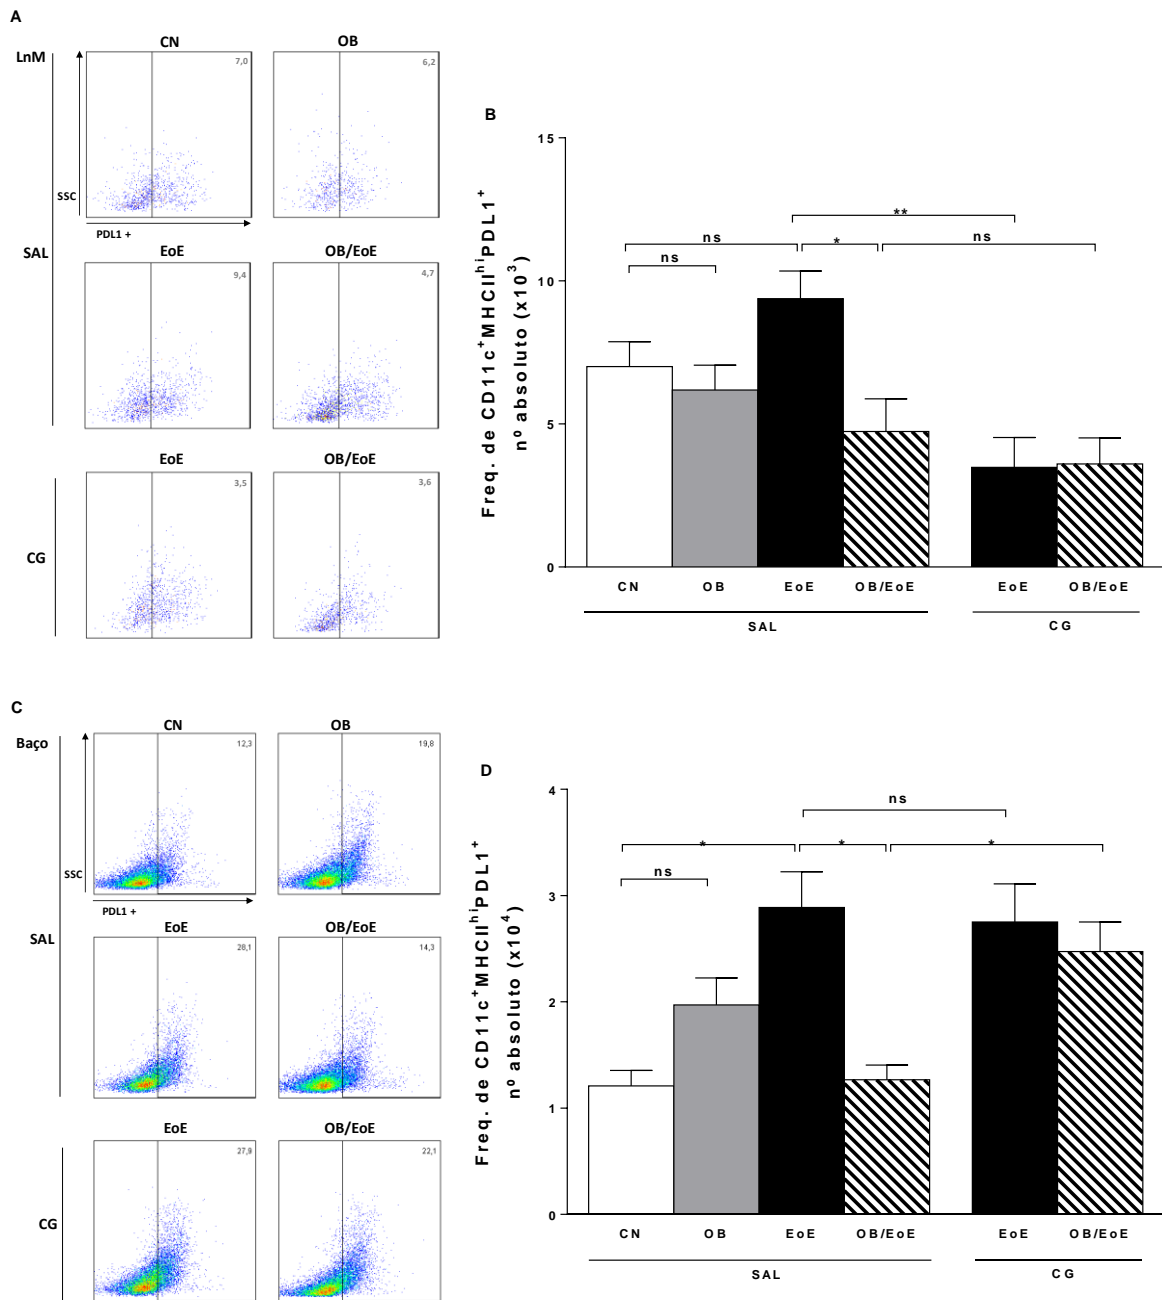 A
LnM
CN
OB
7,0
6,2
SSC
PDL1 +
SAL
EoE
OB/EoE
9,4
4,7
EoE
OB/EoE
3,5
3,6
CG
B
Freq. de CD11c+MHCIIhiPDL1+
nº absoluto (x10³)
15
10
5
0
**
ns
*
ns
ns
CN
OB
EoE
OB/EoE
EoE
OB/EoE
SAL
CG
C
Baço
CN
OB
12,3
19,8
SSC
PDL1 +
SAL
EoE
OB/EoE
28,1
14,3
EoE
OB/EoE
27,9
22,1
CG
D
Freq. de CD11c+MHCIIhiPDL1+
nº absoluto (x10⁴)
4
3
2
1
0
ns
*
*
*
ns
CN
OB
EoE
OB/EoE
EoE
OB/EoE
SAL
CG